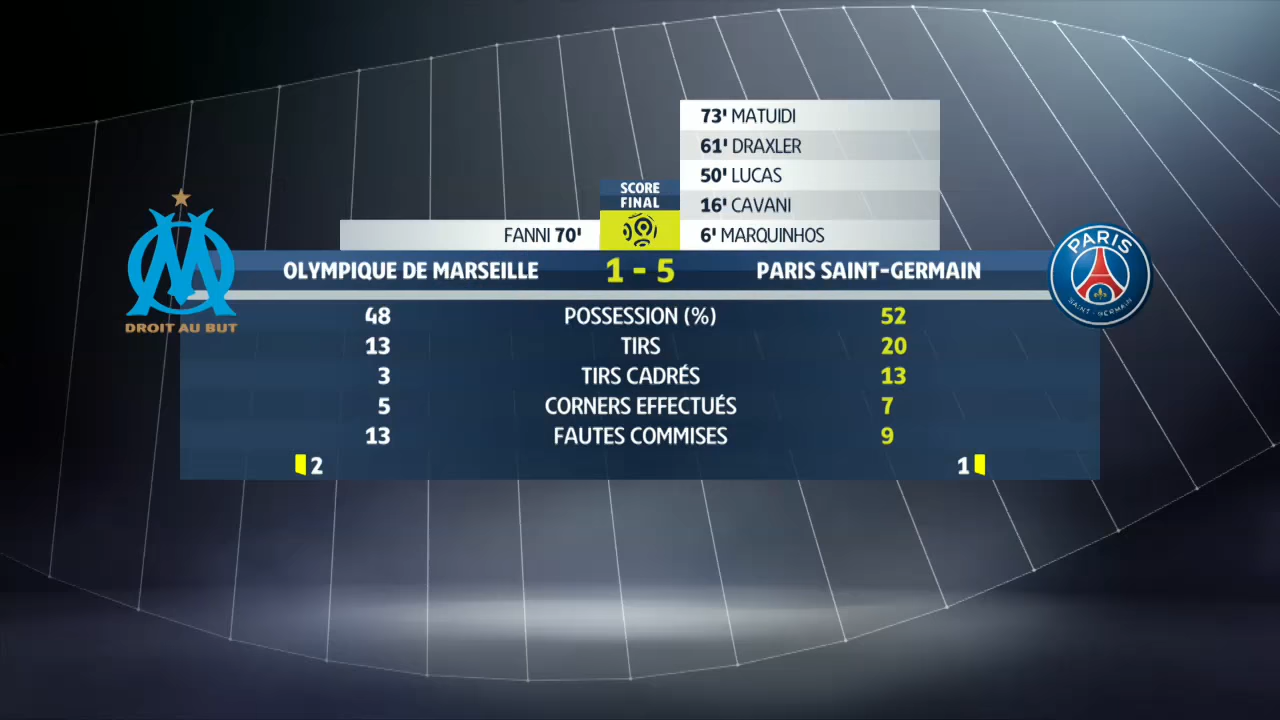 73' MATUIDI
61' DRAXLER
50' LUCAS
16' CAVANI
6' MARQUINHOS
SCORE
FINAL
FANNI 70'
OLYMPIQUE DE MARSEILLE 1 - 5 PARIS SAINT-GERMAIN
48 POSSESSION (%) 52
13 TIRS 20
3 TIRS CADRÉS 13
5 CORNERS EFFECTUÉS 7
13 FAUTES COMMISES 9
2 1
DROIT AU BUT
PARIS
SAINT-GERMAIN